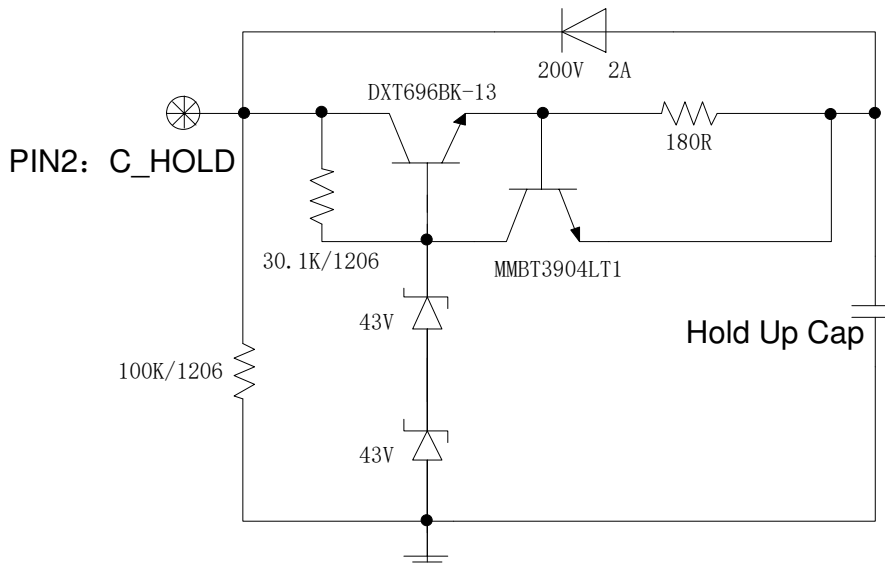 200V 2A
DXT696BK-13
180R
PIN2：C_HOLD
30.1K/1206
MMBT3904LT1
43V
Hold Up Cap
100K/1206
43V